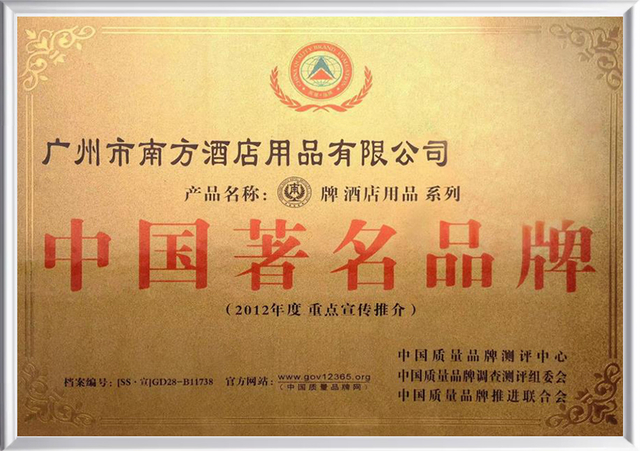 广州市南方酒店用品有限公司
产品名称: 南 牌 酒店用品 系列
中国著名品牌
(2012年度 重点宣传推介)
中国质量品牌测评中心
档案编号: [SS·宣]GD28-B11738 官方网站: www.gov12365.org
(中国质量品牌网)
中国质量品牌调查测评组委会
中国质量品牌推进联合会